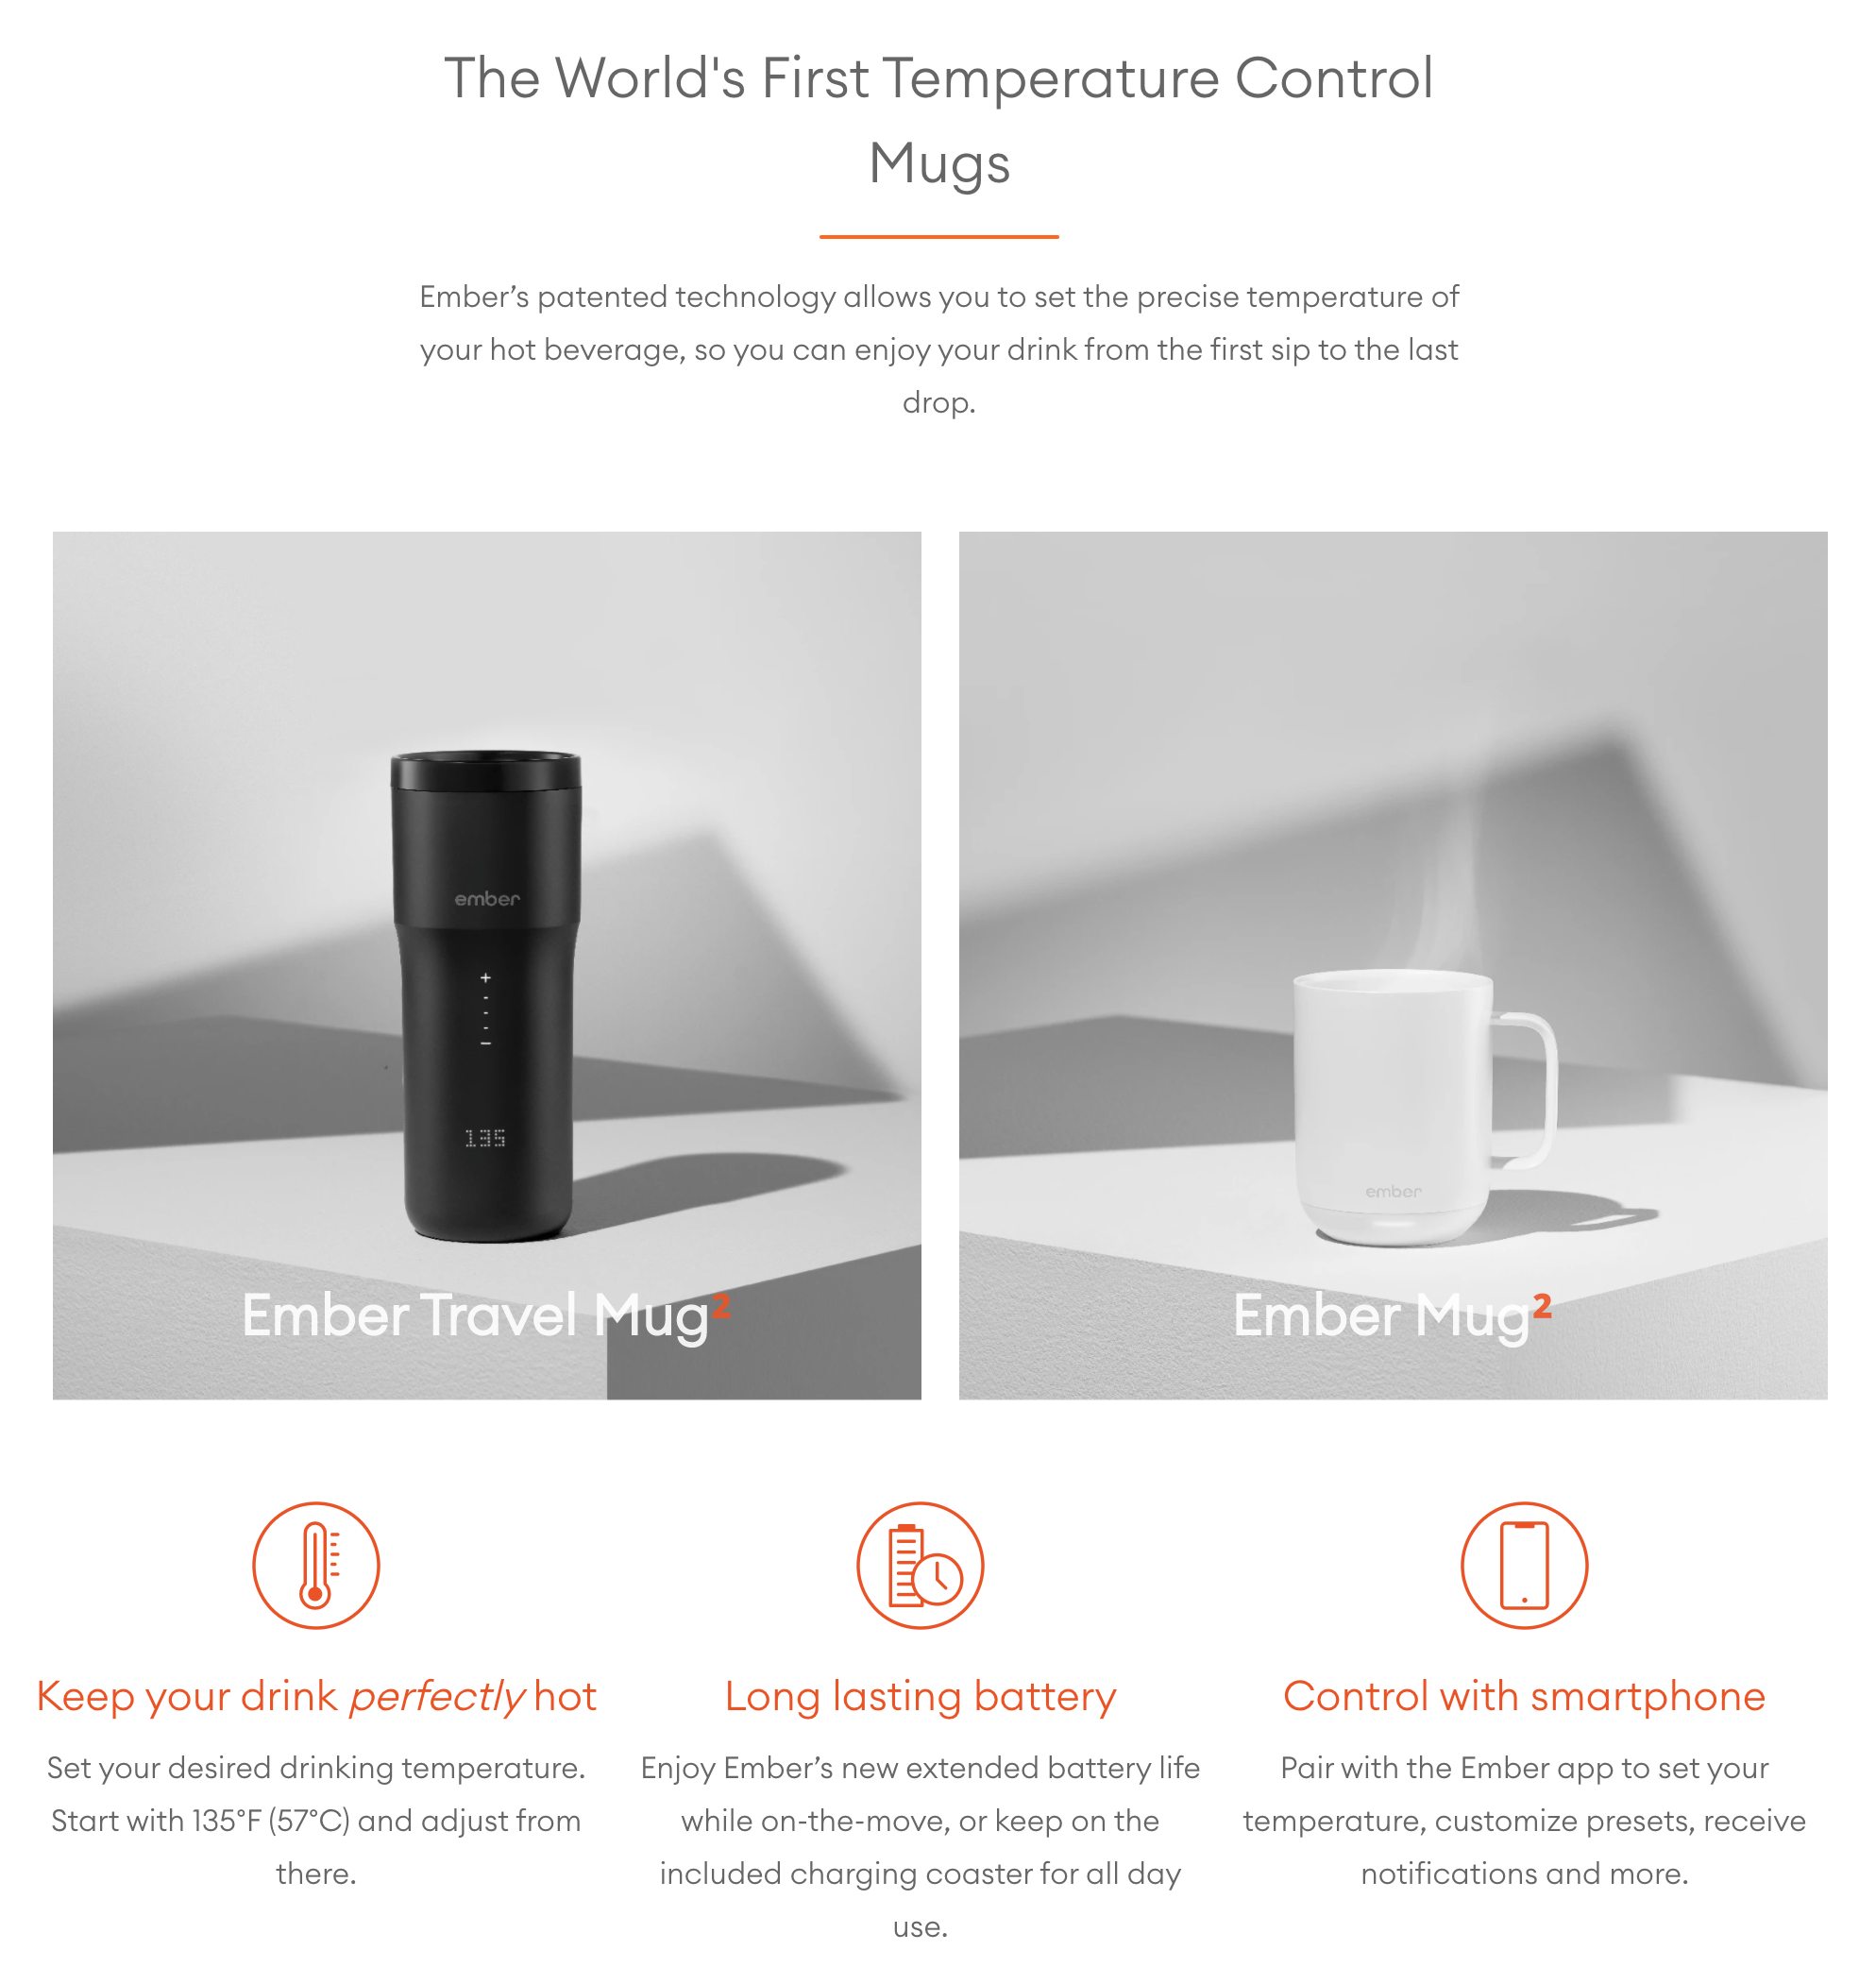 The World's First Temperature Control
Mugs
Ember’s patented technology allows you to set the precise temperature of
your hot beverage, so you can enjoy your drink from the first sip to the last
drop.
ember
+
–
135
Ember Travel Mug²
ember
Ember Mug²
Keep your drink perfectly hot
Set your desired drinking temperature.
Start with 135°F (57°C) and adjust from
there.
Long lasting battery
Enjoy Ember’s new extended battery life
while on-the-move, or keep on the
included charging coaster for all day
use.
Control with smartphone
Pair with the Ember app to set your
temperature, customize presets, receive
notifications and more.